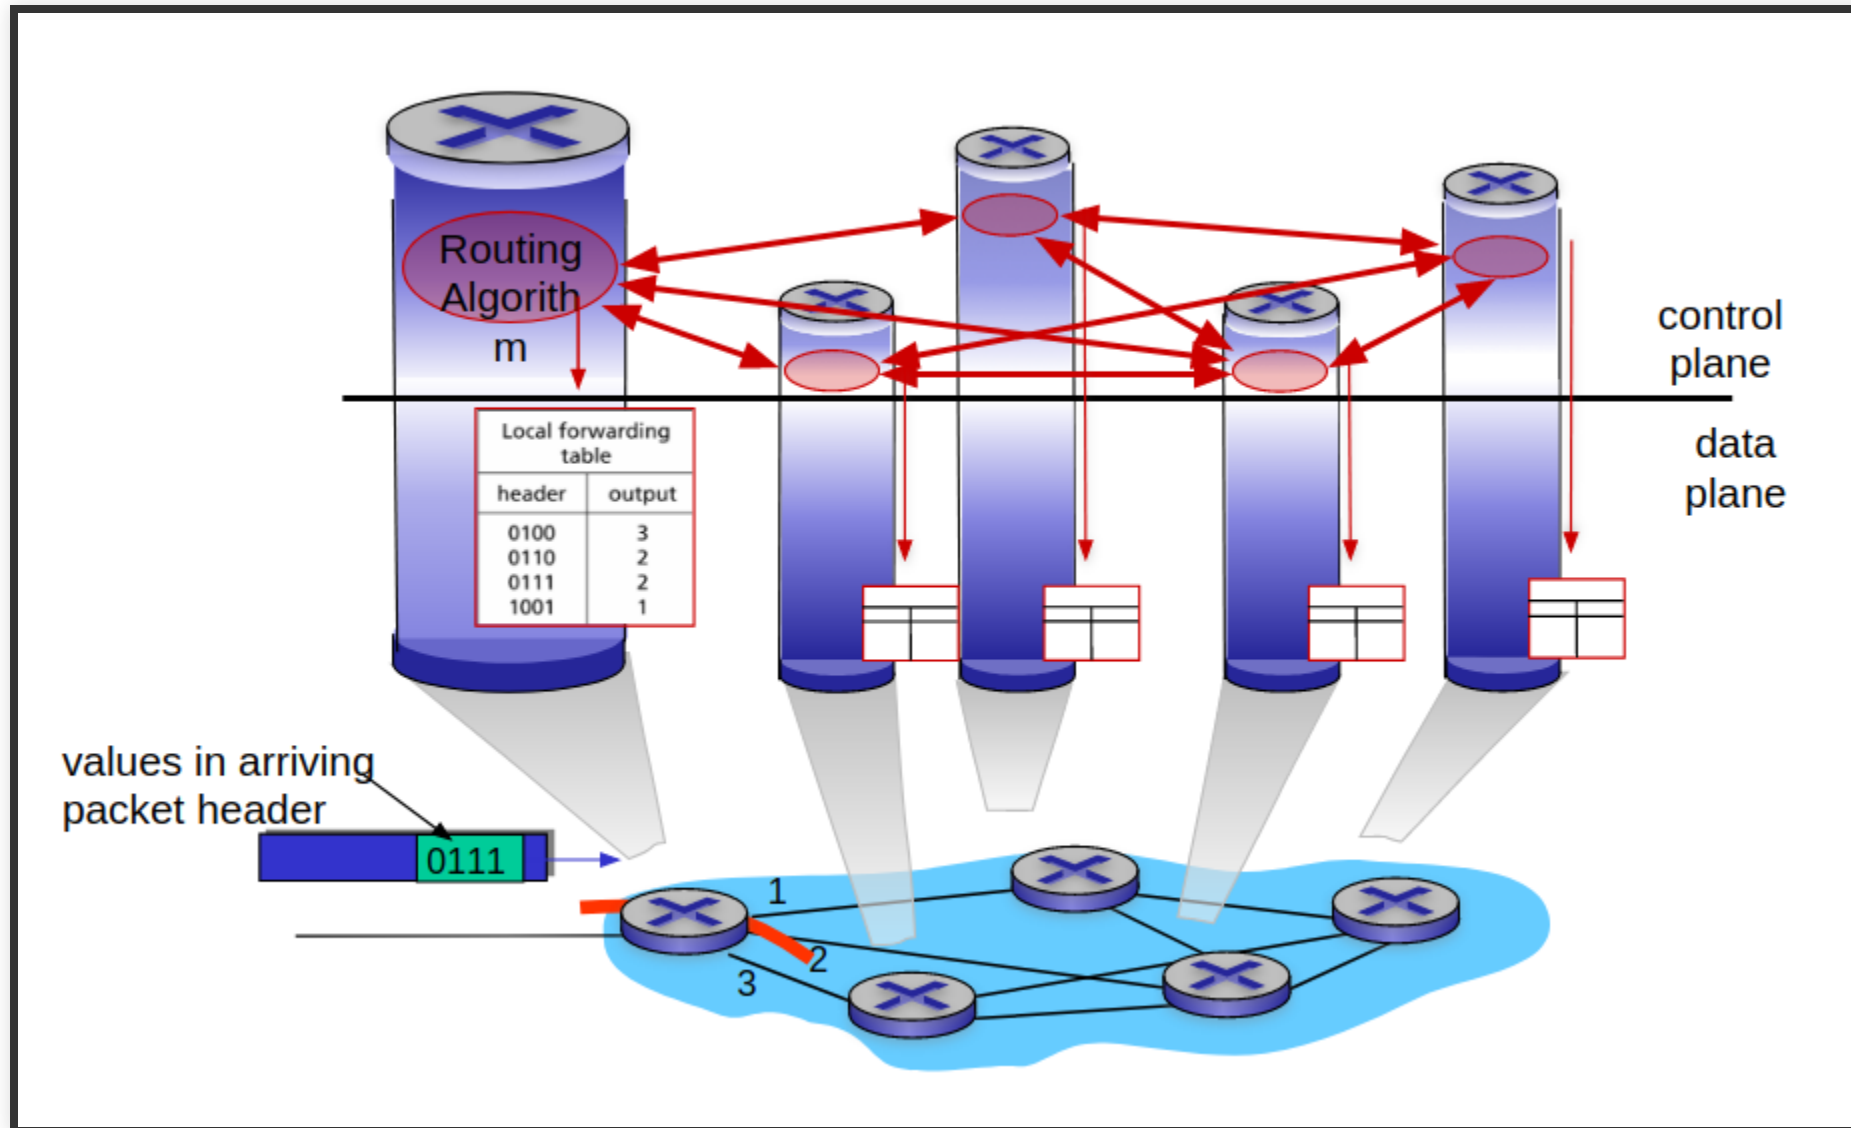 Routing
Algorith
m
control
plane
data
plane
Local forwarding
table
header output
0100 3
0110 2
0111 2
1001 1
values in arriving
packet header
0111
1
2
3